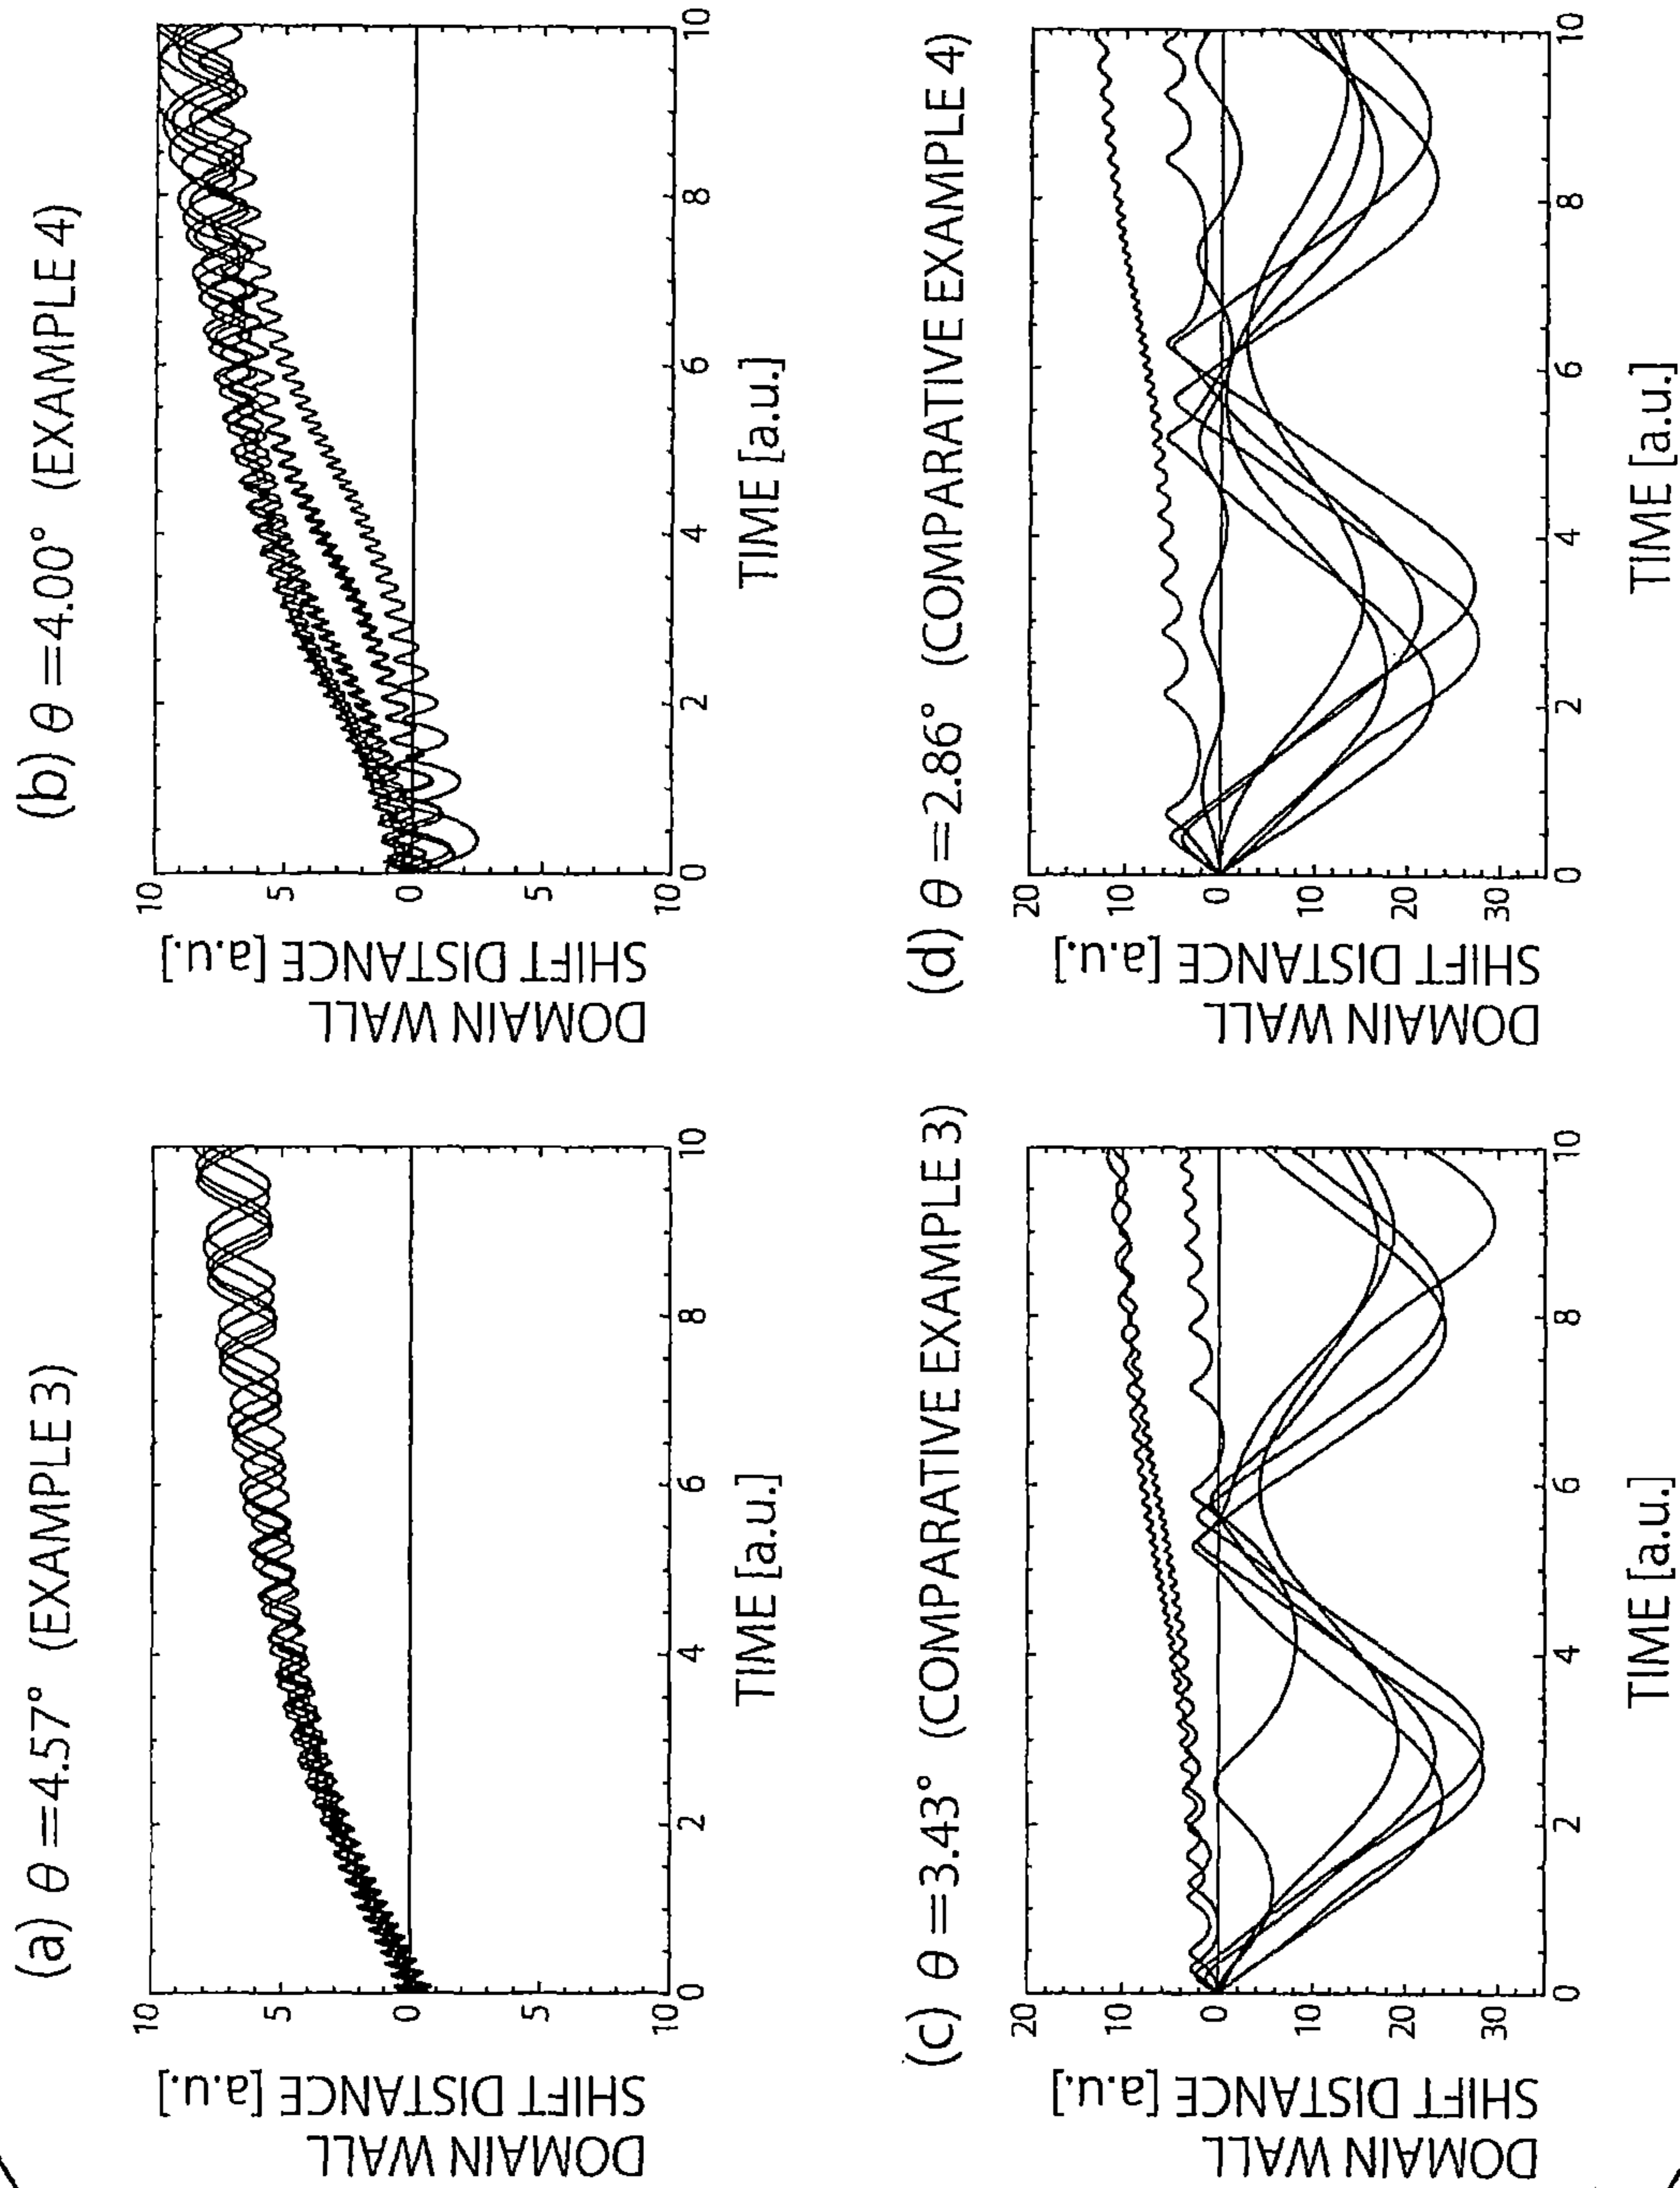 (a) θ =4.57° (EXAMPLE 3)
DOMAIN WALL
SHIFT DISTANCE [a.u.]
10
5
0
5
10
0
2
4
6
8
10
TIME [a.u.]
(b) θ =4.00° (EXAMPLE 4)
DOMAIN WALL
SHIFT DISTANCE [a.u.]
10
5
0
5
10
0
2
4
6
8
10
TIME [a.u.]
(c) θ =3.43° (COMPARATIVE EXAMPLE 3)
DOMAIN WALL
SHIFT DISTANCE [a.u.]
20
10
0
10
20
30
0
2
4
6
8
10
TIME [a.u.]
(d) θ =2.86° (COMPARATIVE EXAMPLE 4)
DOMAIN WALL
SHIFT DISTANCE [a.u.]
20
10
0
10
20
30
0
2
4
6
8
10
TIME [a.u.]